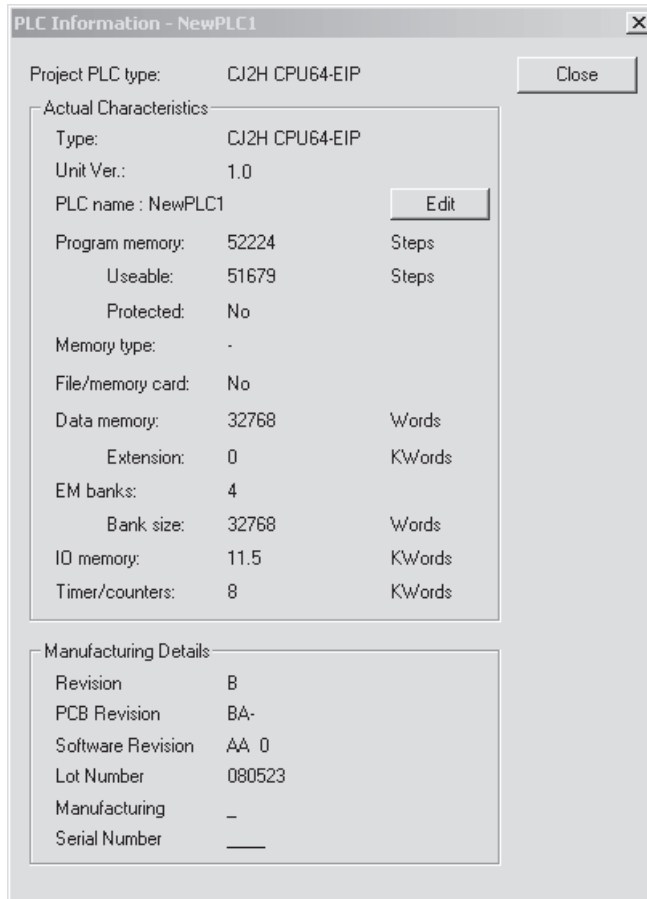 PLC Information - NewPLC1
Project PLC type: CJ2H CPU64-EIP Close
Actual Characteristics
Type: CJ2H CPU64-EIP
Unit Ver.: 1.0
PLC name : NewPLC1 Edit
Program memory: 52224 Steps
Useable: 51679 Steps
Protected: No
Memory type: -
File/memory card: No
Data memory: 32768 Words
Extension: 0 KWords
EM banks: 4
Bank size: 32768 Words
IO memory: 11.5 KWords
Timer/counters: 8 KWords
Manufacturing Details
Revision B
PCB Revision BA-
Software Revision AA 0
Lot Number 080523
Manufacturing _
Serial Number ____